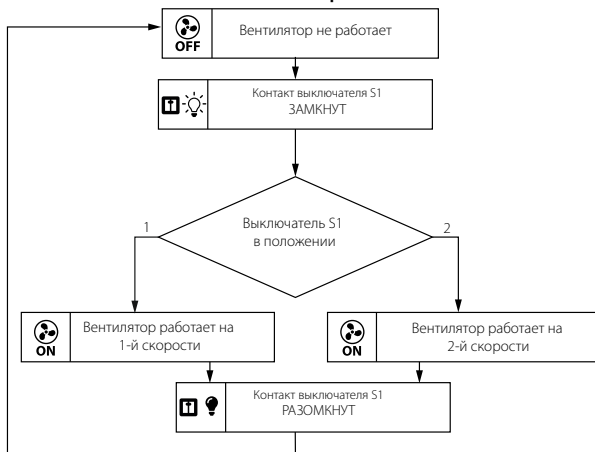 OFF
Вентилятор не работает
Контакт выключателя S1
ЗАМКНУТ
Выключатель S1
в положении
1
2
ON
Вентилятор работает на
1-й скорости
ON
Вентилятор работает на
2-й скорости
Контакт выключателя S1
РАЗОМКНУТ